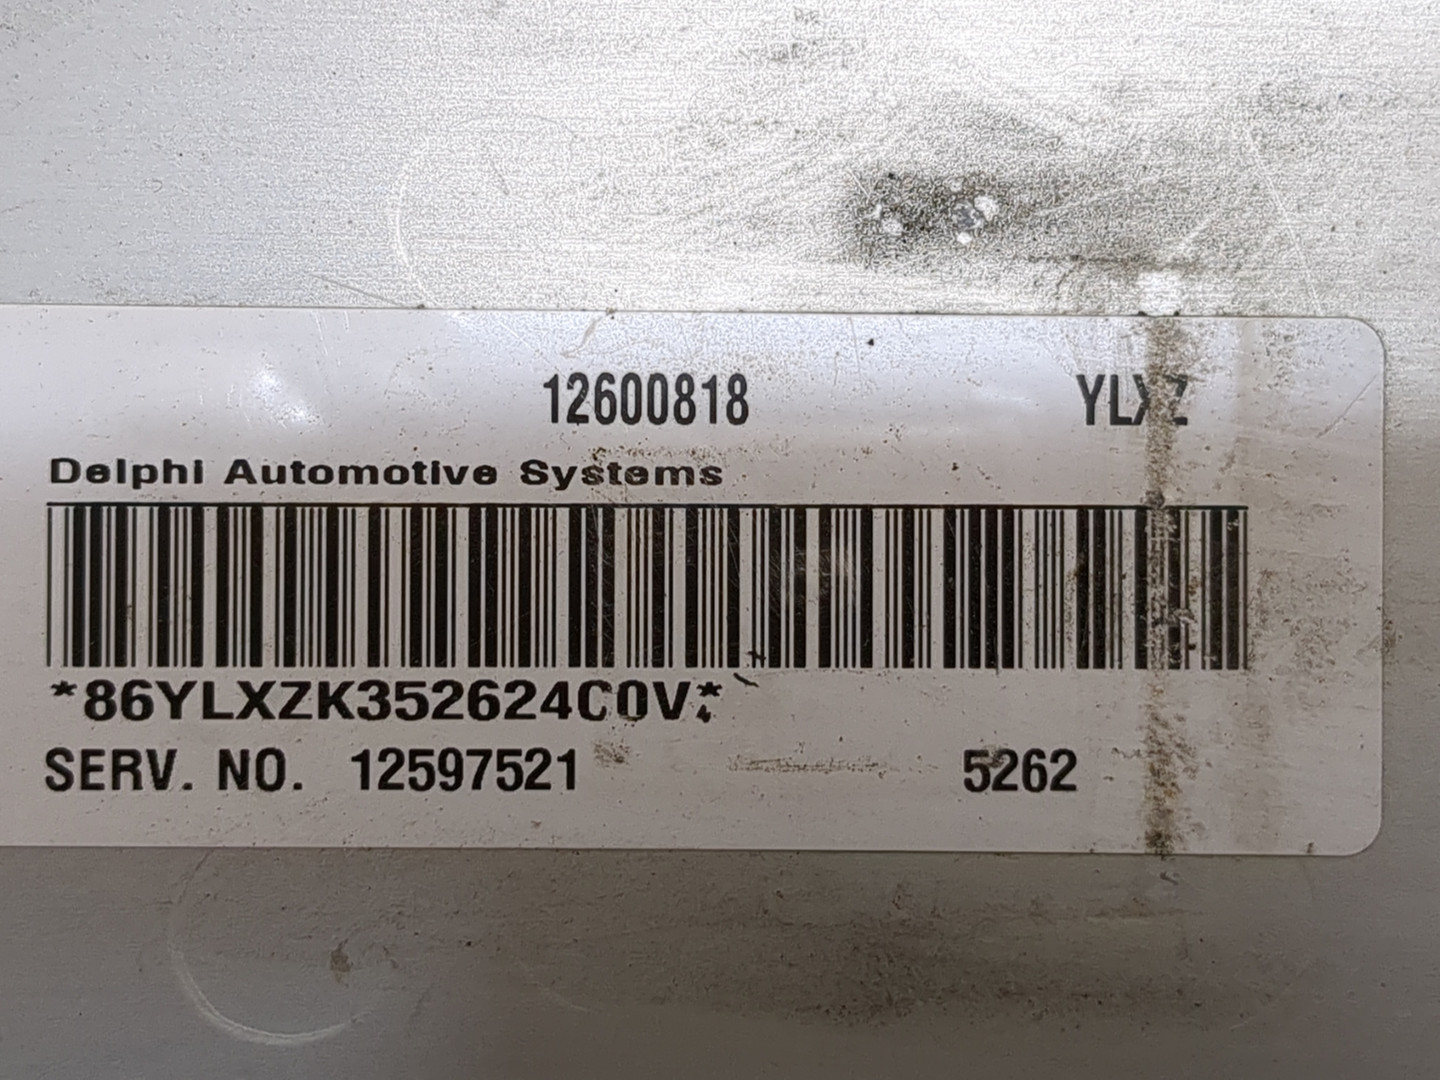 12600818 YLXZ
Delphi Automotive Systems
*86YLXZK352624C0V*
SERV. NO. 12597521 5262